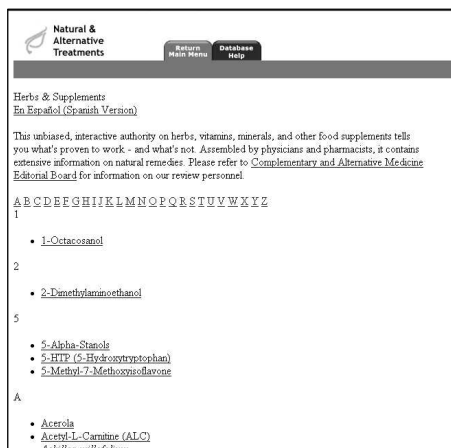 Natural &
Alternative
Treatments
Return
Main Menu
Database
Help
Herbs & Supplements
En Español (Spanish Version)
This unbiased, interactive authority on herbs, vitamins, minerals, and other food supplements tells
you what's proven to work - and what's not. Assembled by physicians and pharmacists, it contains
extensive information on natural remedies. Please refer to Complementary and Alternative Medicine
Editorial Board for information on our review personnel.
A B C D E F G H I J K L M N O P Q R S T U V W X Y Z
1
• 1-Octacosanol
2
• 2-Dimethylaminoethanol
5
• 5-Alpha-Stanols
• 5-HTP (5-Hydroxytryptophan)
• 5-Methyl-7-Methoxyisoflavone
A
• Acerola
• Acetyl-L-Carnitine (ALC)